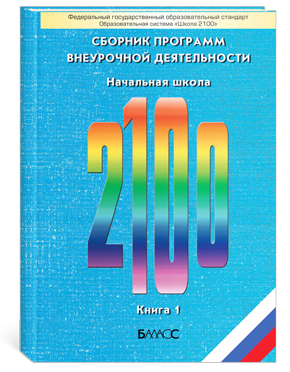 Федеральный государственный образовательный стандарт
Образовательная система «Школа 2100»
СБОРНИК ПРОГРАММ
ВНЕУРОЧНОЙ ДЕЯТЕЛЬНОСТИ
Начальная школа
2100
Книга 1
БАЛАСС